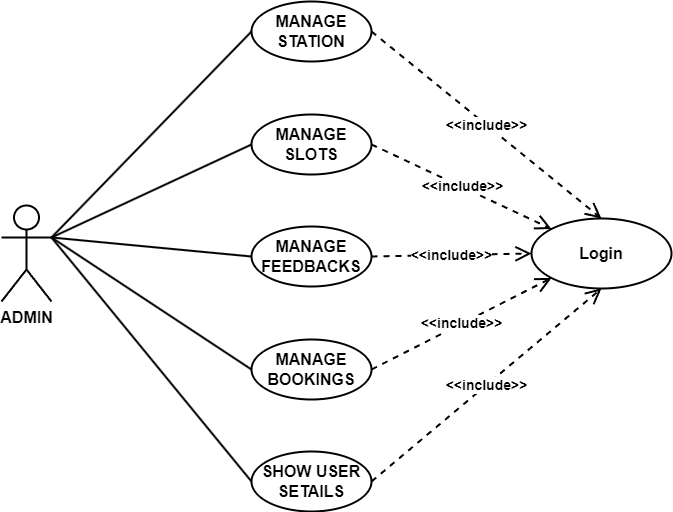 MANAGE
STATION
<<include>>
MANAGE
SLOTS
<<include>>
MANAGE
FEEDBACKS
<<include>>
Login
ADMIN
<<include>>
MANAGE
BOOKINGS
<<include>>
SHOW USER
SETAILS